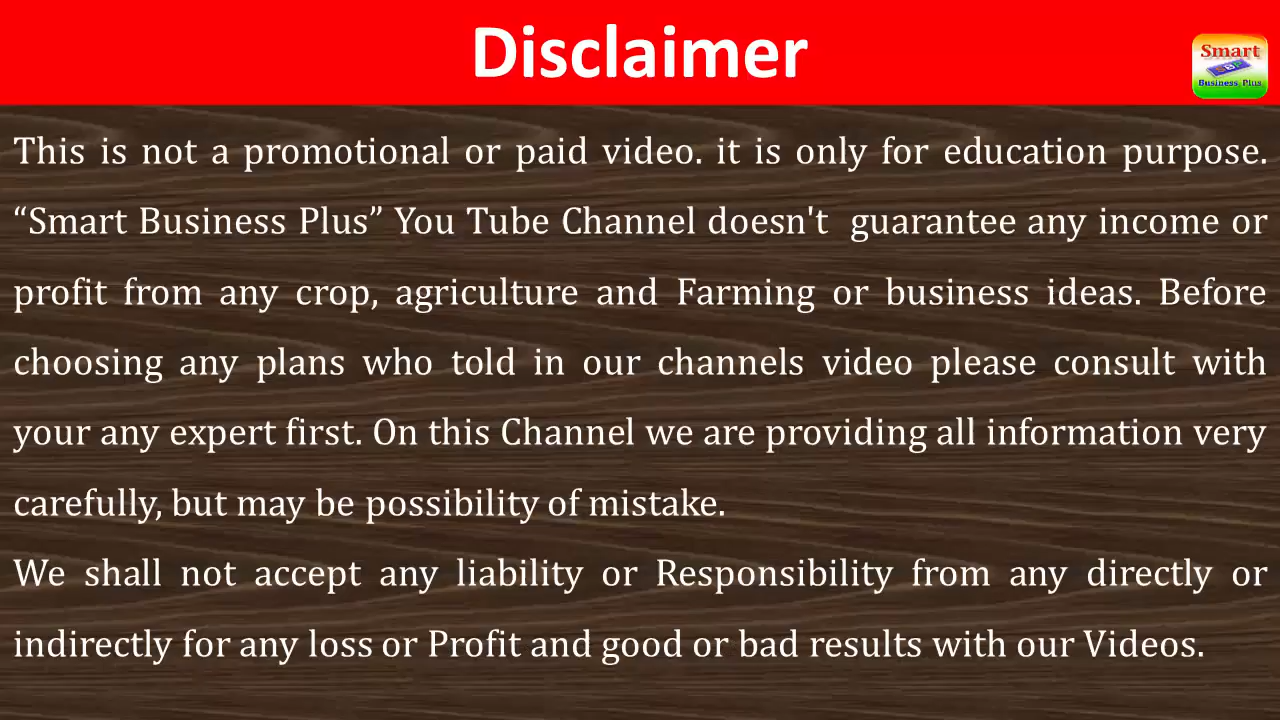 Disclaimer
Smart
SBP
Business Plus
This is not a promotional or paid video. it is only for education purpose.
“Smart Business Plus” You Tube Channel doesn't  guarantee any income or
profit from any crop, agriculture and Farming or business ideas. Before
choosing any plans who told in our channels video please consult with
your any expert first. On this Channel we are providing all information very
carefully, but may be possibility of mistake.
We shall not accept any liability or Responsibility from any directly or
indirectly for any loss or Profit and good or bad results with our Videos.